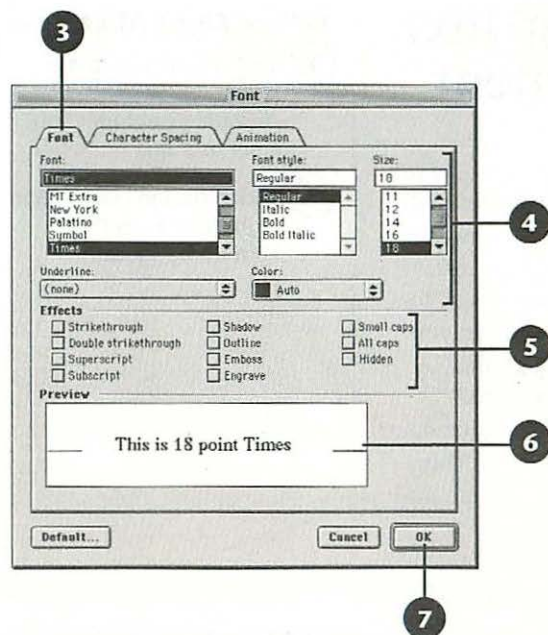 3
Font
Font Character Spacing Animation
Font: Font style: Size:
Times Regular 18
MT Extra Regular 11
New York Italic 12
Palatino Bold 14
Symbol Bold Italic 16
Times 18
4
Underline: Color:
(none) Auto
Effects
Strikethrough Shadow Small caps
Double strikethrough Outline All caps
Superscript Emboss Hidden
Subscript Engrave
5
Preview
This is 18 point Times
6
Default... Cancel OK
7